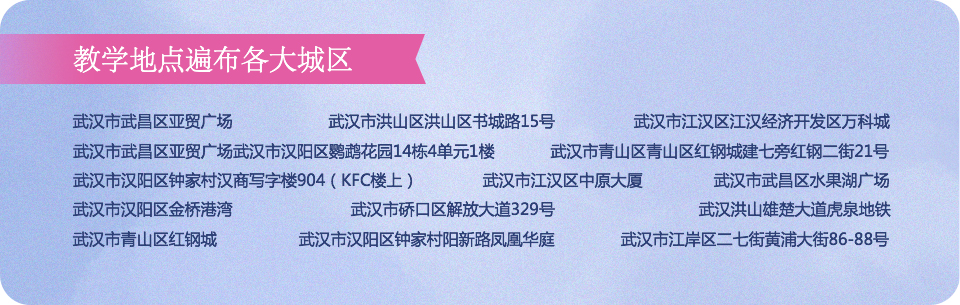 教学地点遍布各大城区
武汉市武昌区亚贸广场 武汉市洪山区洪山区书城路15号 武汉市江汉区江汉经济开发区万科城
武汉市武昌区亚贸广场武汉市汉阳区鹦鹉花园14栋4单元1楼 武汉市青山区青山区红钢城建七旁红钢二街21号
武汉市汉阳区钟家村汉商写字楼904（KFC楼上） 武汉市江汉区中原大厦 武汉市武昌区水果湖广场
武汉市汉阳区金桥港湾 武汉市硚口区解放大道329号 武汉洪山雄楚大道虎泉地铁
武汉市青山区红钢城 武汉市汉阳区钟家村阳新路凤凰华庭 武汉市江岸区二七街黄浦大街86-88号